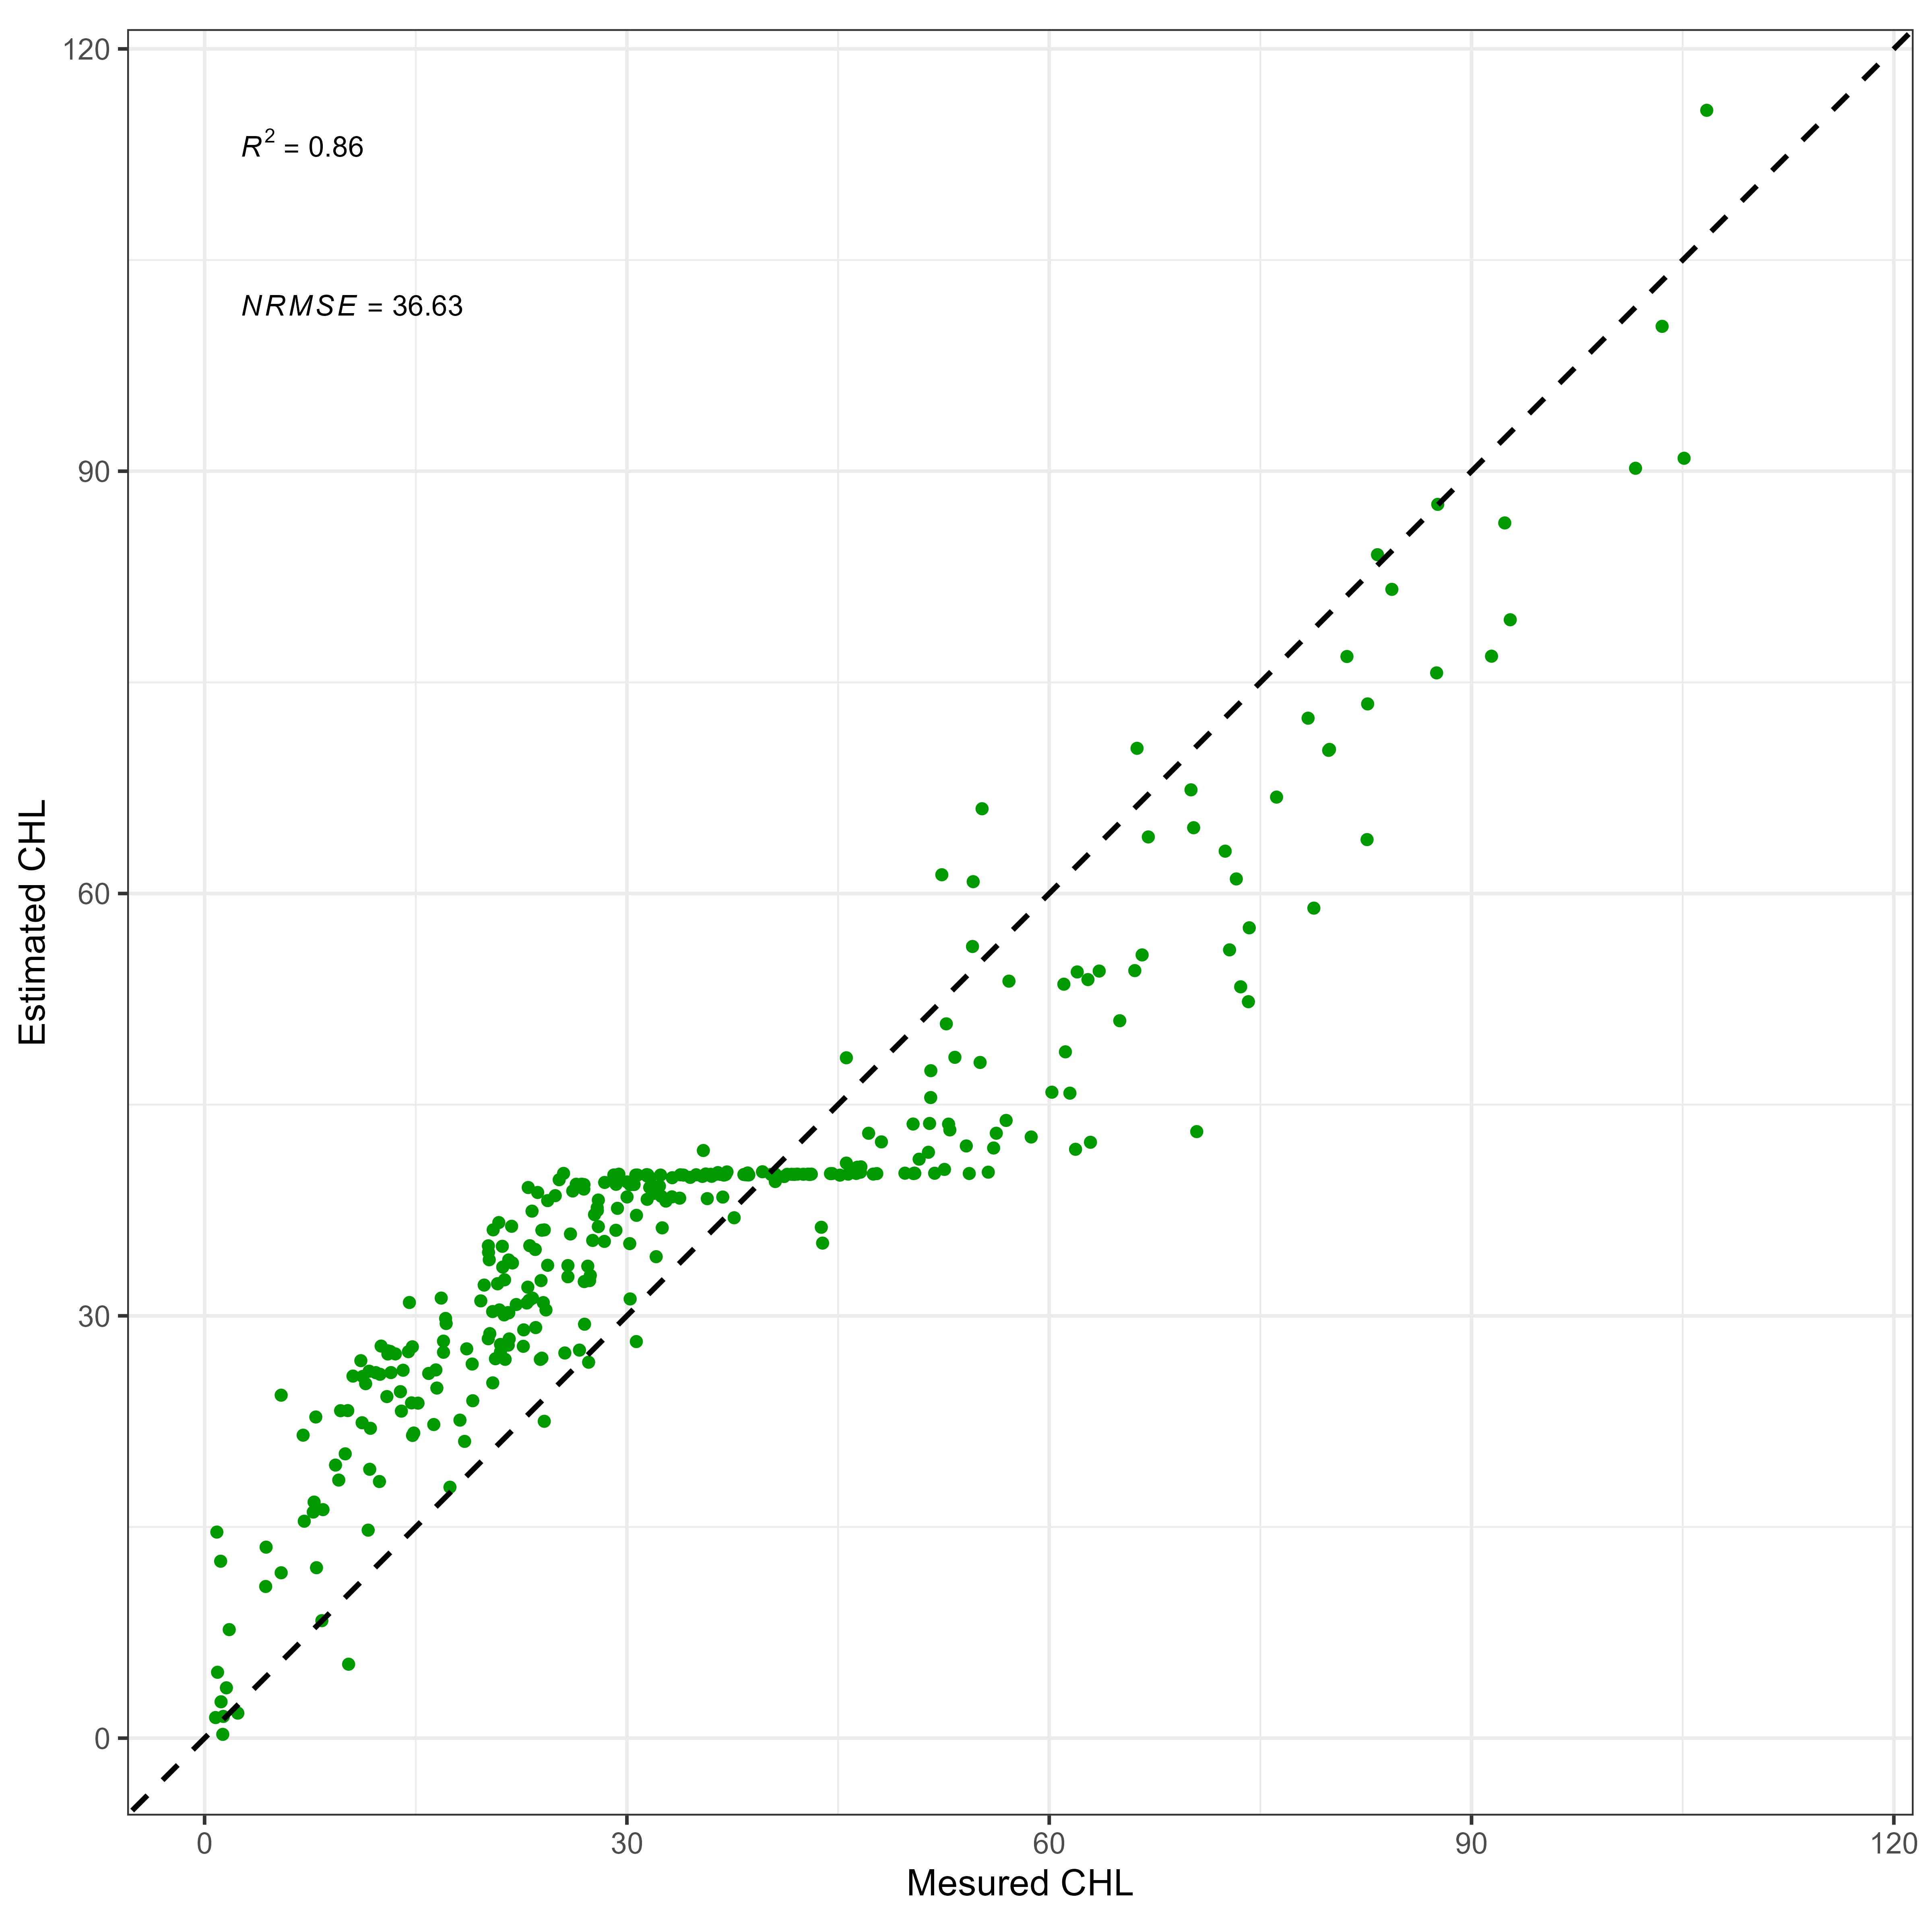 120
R² = 0.86
NRMSE = 36.63
90
Estimated CHL
60
30
0
0 30 60 90 120
Mesured CHL